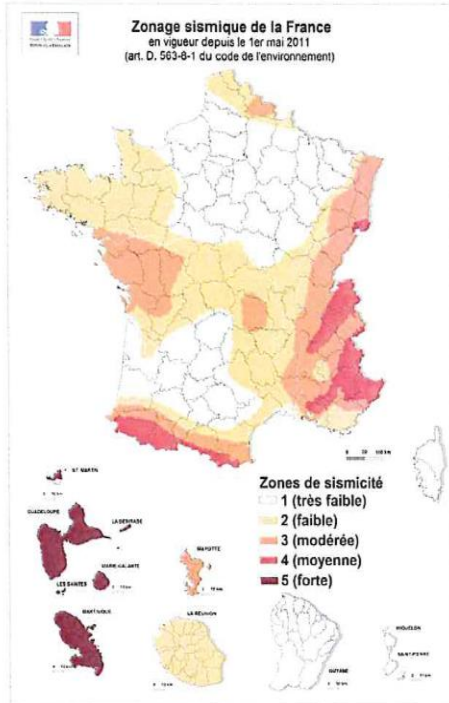 Zonage sismique de la France
en vigueur depuis le 1er mai 2011
(art. D. 563-8-1 du code de l'environnement)
Zones de sismicité
1 (très faible)
2 (faible)
3 (modérée)
4 (moyenne)
5 (forte)
ST MARTIN
GUADELOUPE
LA DESIRADE
MARIE-GALANTE
LES SAINTES
MAYOTTE
MARTINIQUE
LA REUNION
GUYANE
MIQUELON
SAINT-PIERRE